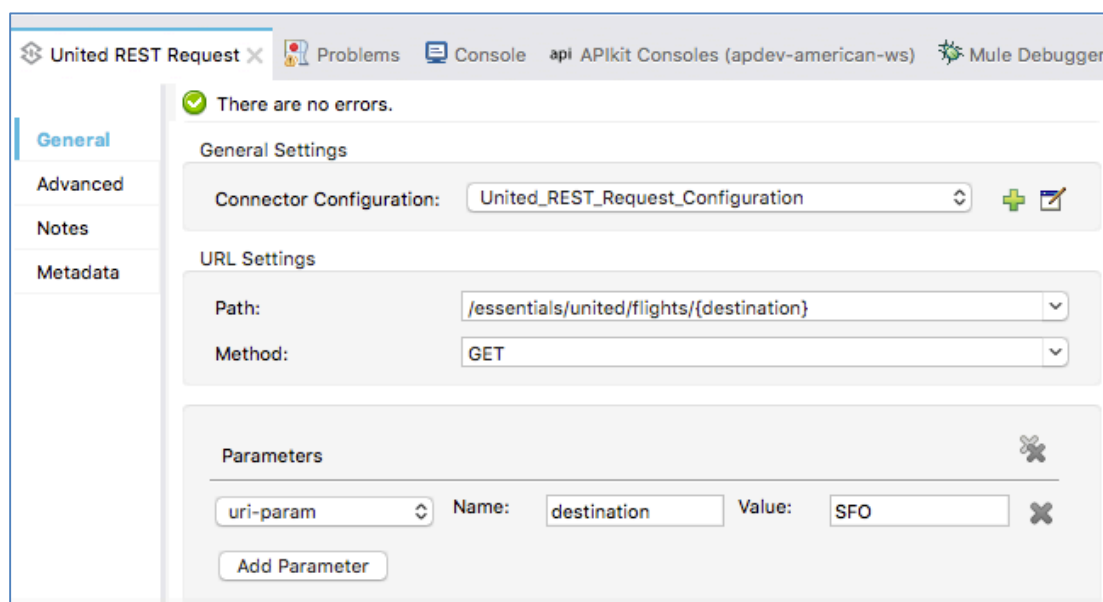 United REST Request Problems Console api APIkit Consoles (apdev-american-ws) Mule Debugger
There are no errors.
General
General Settings
Advanced
Connector Configuration: United_REST_Request_Configuration
Notes
URL Settings
Metadata
Path: /essentials/united/flights/{destination}
Method: GET
Parameters
uri-param Name: destination Value: SFO
Add Parameter